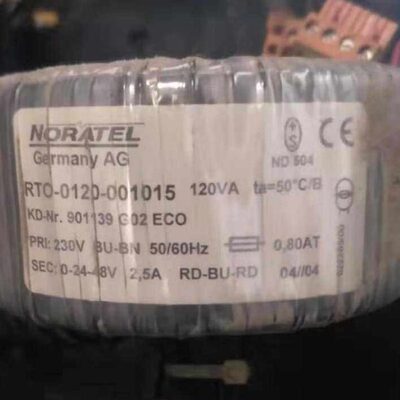 NORATEL
Germany AG
ND 504
RTO-0120-001015 120VA ta=50°C/B
KD-Nr. 901139 G02 ECO
PRI: 230V BU-BN 50/60Hz 0,80AT
SEC: 0-24-48V 2,5A RD-BU-RD 04//04